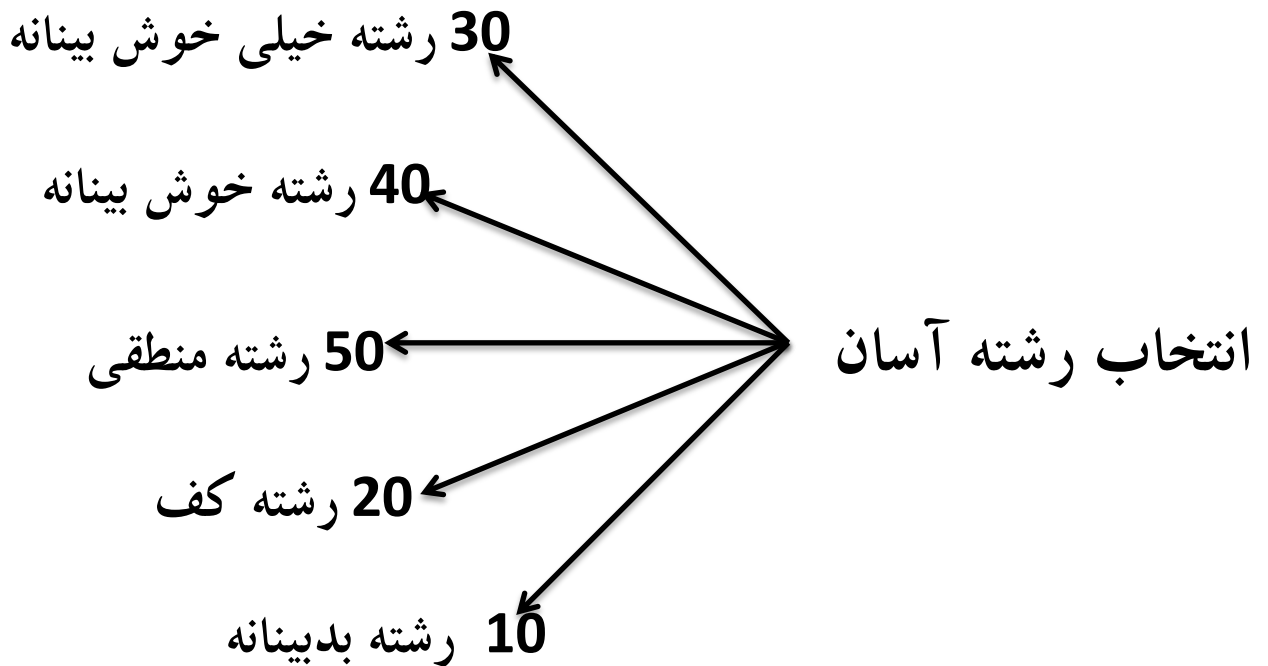 30 رشته خیلی خوش بینانه
40 رشته خوش بینانه
انتخاب رشته آسان
50 رشته منطقی
20 رشته کف
10 رشته بدبینانه